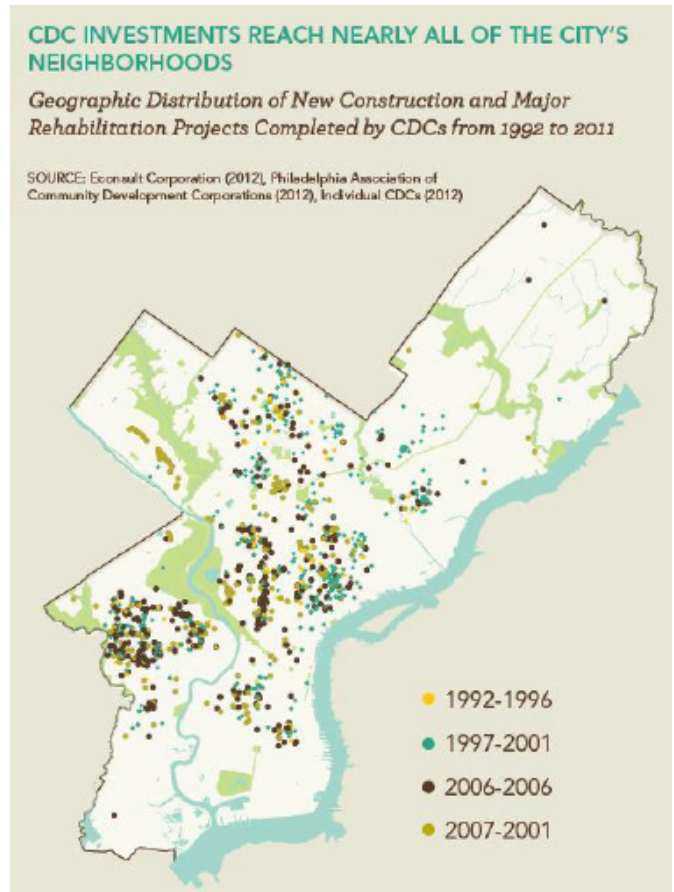 CDC INVESTMENTS REACH NEARLY ALL OF THE CITY'S
NEIGHBORHOODS
Geographic Distribution of New Construction and Major
Rehabilitation Projects Completed by CDCs from 1992 to 2011
SOURCE: Econsult Corporation (2012), Philadelphia Association of
Community Development Corporations (2012), Individual CDCs (2012)
1992-1996
1997-2001
2006-2006
2007-2001